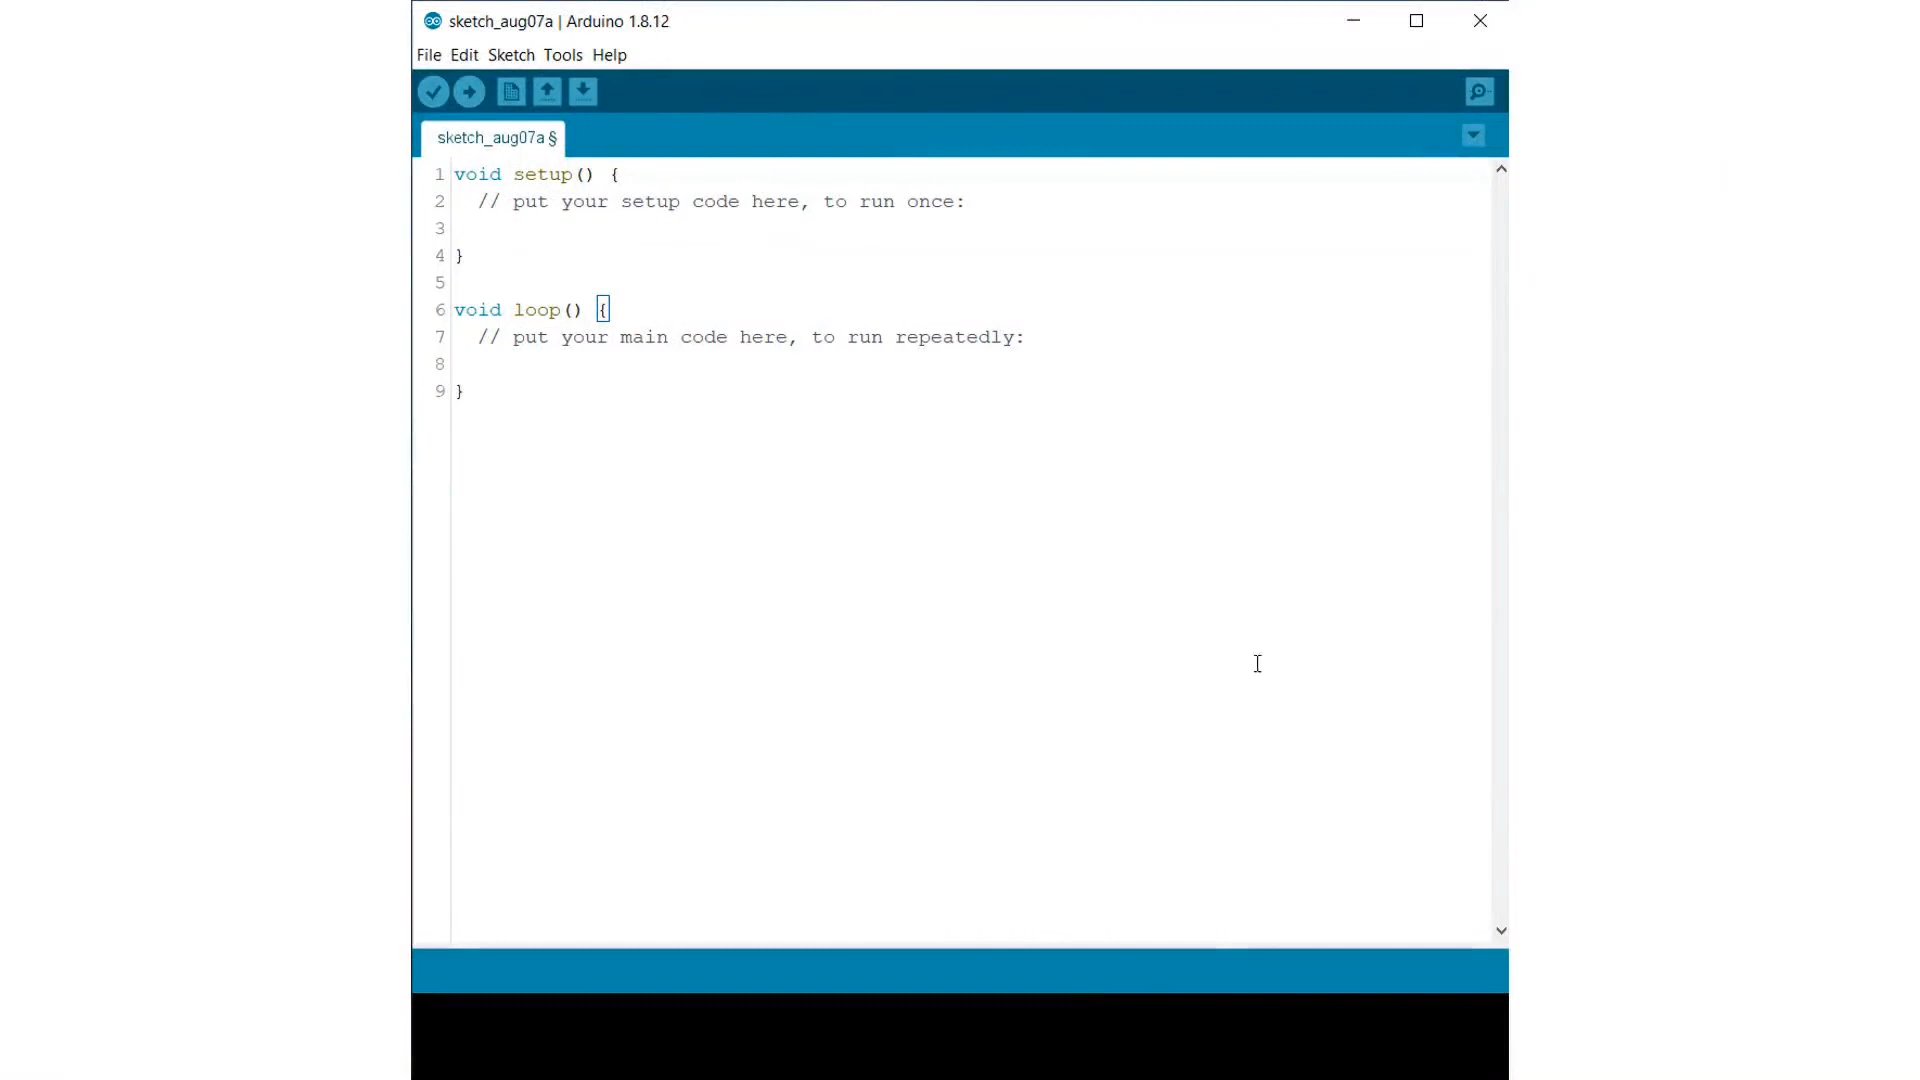 sketch_aug07a | Arduino 1.8.12
File Edit Sketch Tools Help
sketch_aug07a §
1 void setup() {
2   // put your setup code here, to run once:
3
4 }
5
6 void loop() {
7   // put your main code here, to run repeatedly:
8
9 }